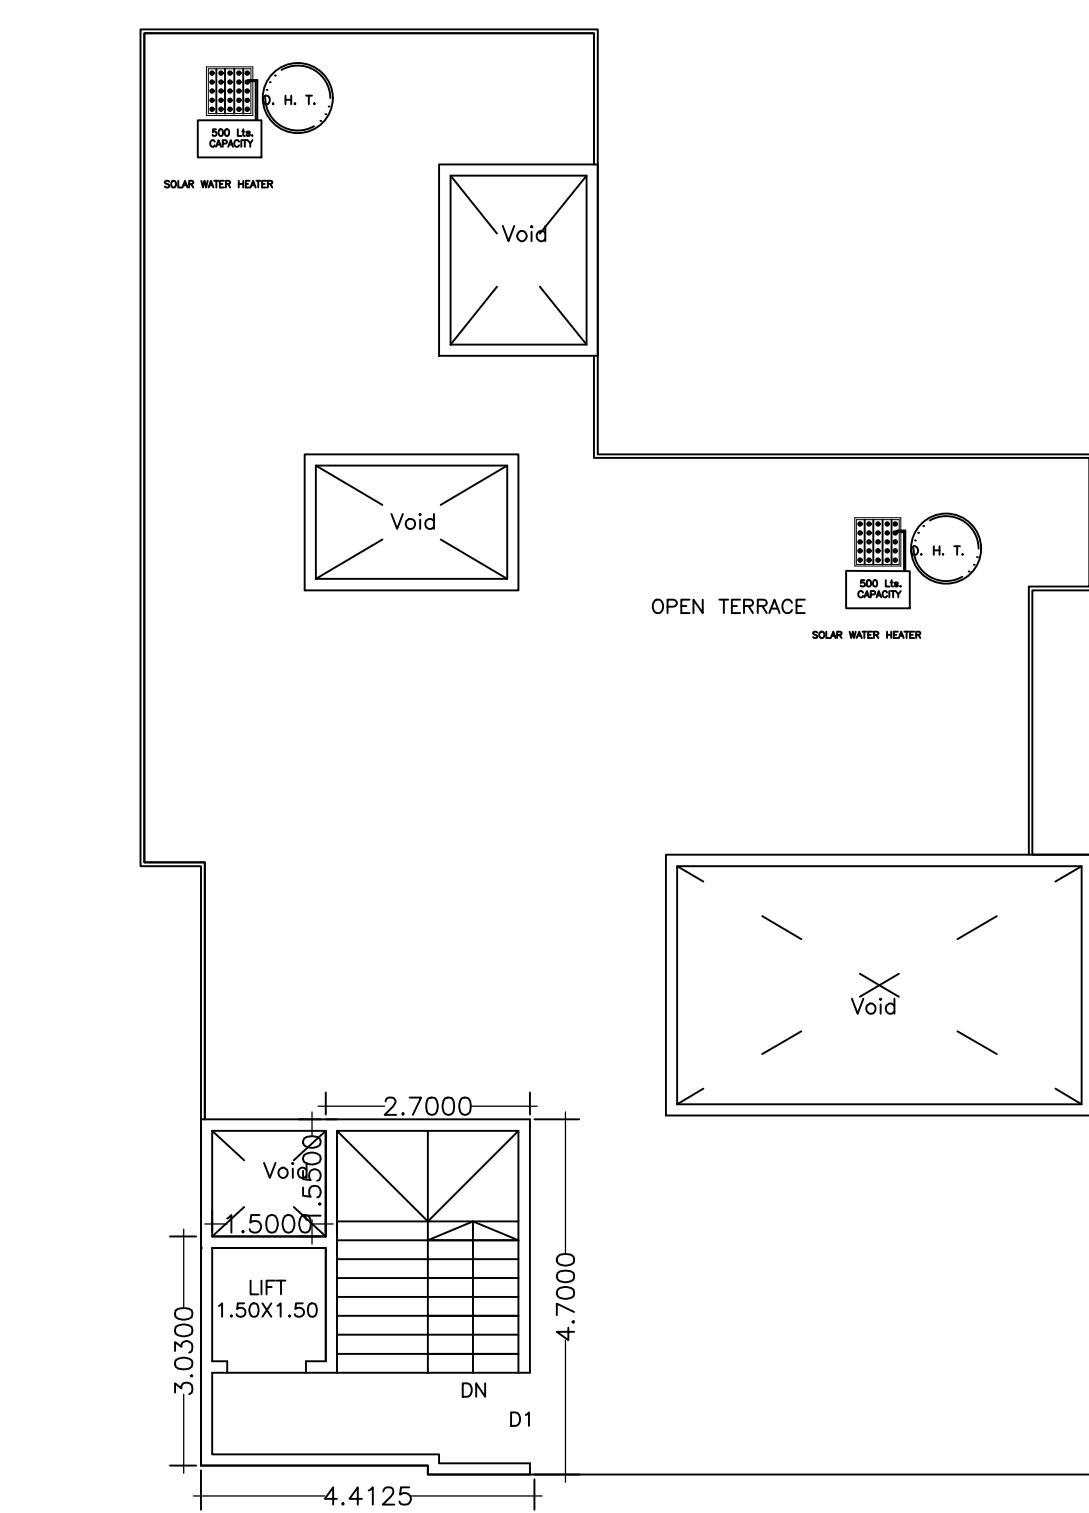 D. H. T.
500 Lts.
CAPACITY
SOLAR WATER HEATER
Void
Void
D. H. T.
500 Lts.
CAPACITY
OPEN TERRACE
SOLAR WATER HEATER
Void
2.7000
Void
1.5500
1.5000
LIFT
1.50X1.50
4.7000
3.0300
DN
D1
4.4125